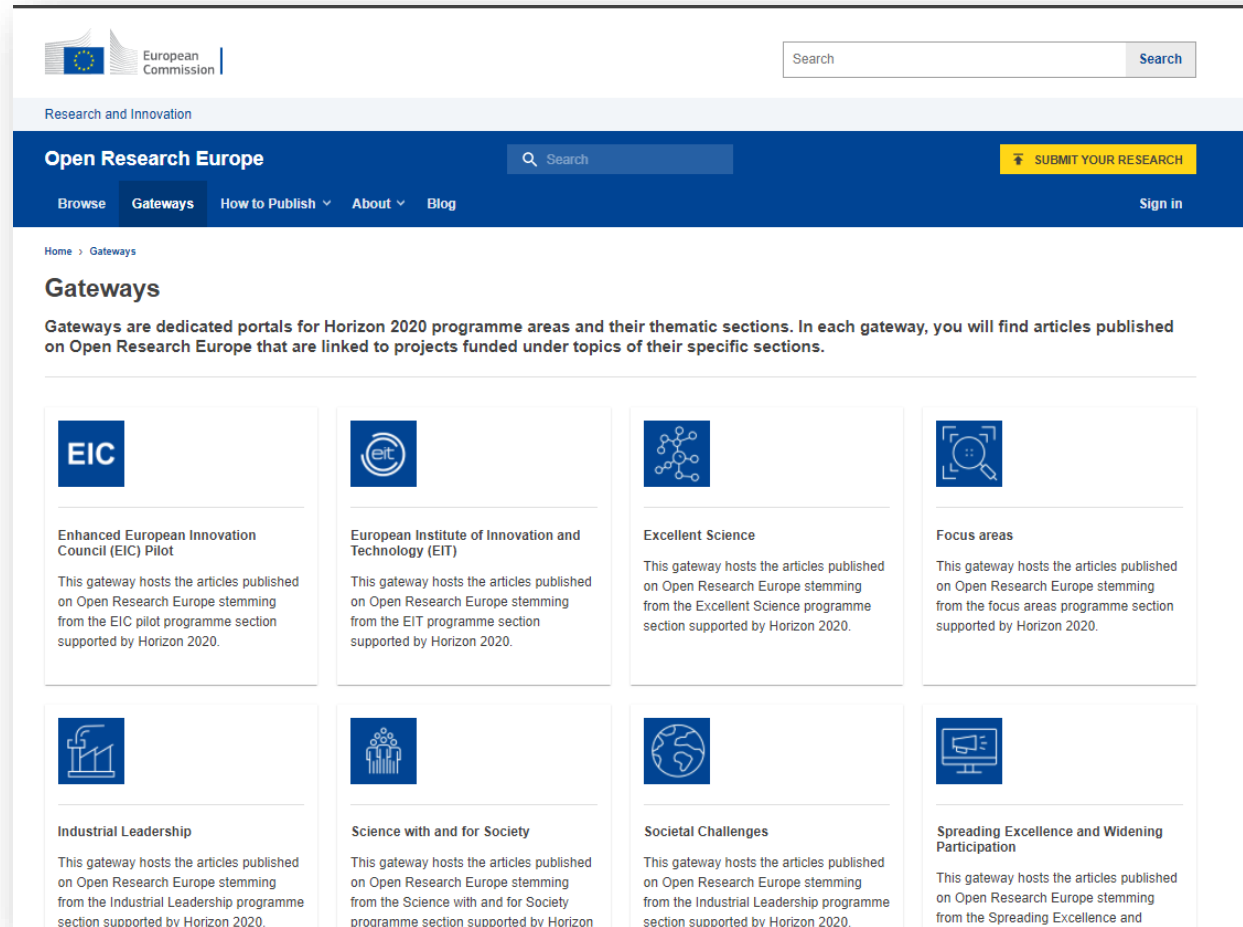 European
Commission
Search
Search
Research and Innovation
Open Research Europe
Search
SUBMIT YOUR RESEARCH
Browse
Gateways
How to Publish
About
Blog
Sign in
Home › Gateways
Gateways
Gateways are dedicated portals for Horizon 2020 programme areas and their thematic sections. In each gateway, you will find articles published
on Open Research Europe that are linked to projects funded under topics of their specific sections.
EIC
Enhanced European Innovation
Council (EIC) Pilot
This gateway hosts the articles published
on Open Research Europe stemming
from the EIC pilot programme section
supported by Horizon 2020.
eit
European Institute of Innovation and
Technology (EIT)
This gateway hosts the articles published
on Open Research Europe stemming
from the EIT programme section
supported by Horizon 2020.
Excellent Science
This gateway hosts the articles published
on Open Research Europe stemming
from the Excellent Science programme
section supported by Horizon 2020.
Focus areas
This gateway hosts the articles published
on Open Research Europe stemming
from the focus areas programme section
supported by Horizon 2020.
Industrial Leadership
This gateway hosts the articles published
on Open Research Europe stemming
from the Industrial Leadership programme
section supported by Horizon 2020.
Science with and for Society
This gateway hosts the articles published
on Open Research Europe stemming
from the Science with and for Society
programme section supported by Horizon
Societal Challenges
This gateway hosts the articles published
on Open Research Europe stemming
from the Industrial Leadership programme
section supported by Horizon 2020.
Spreading Excellence and Widening
Participation
This gateway hosts the articles published
on Open Research Europe stemming
from the Spreading Excellence and